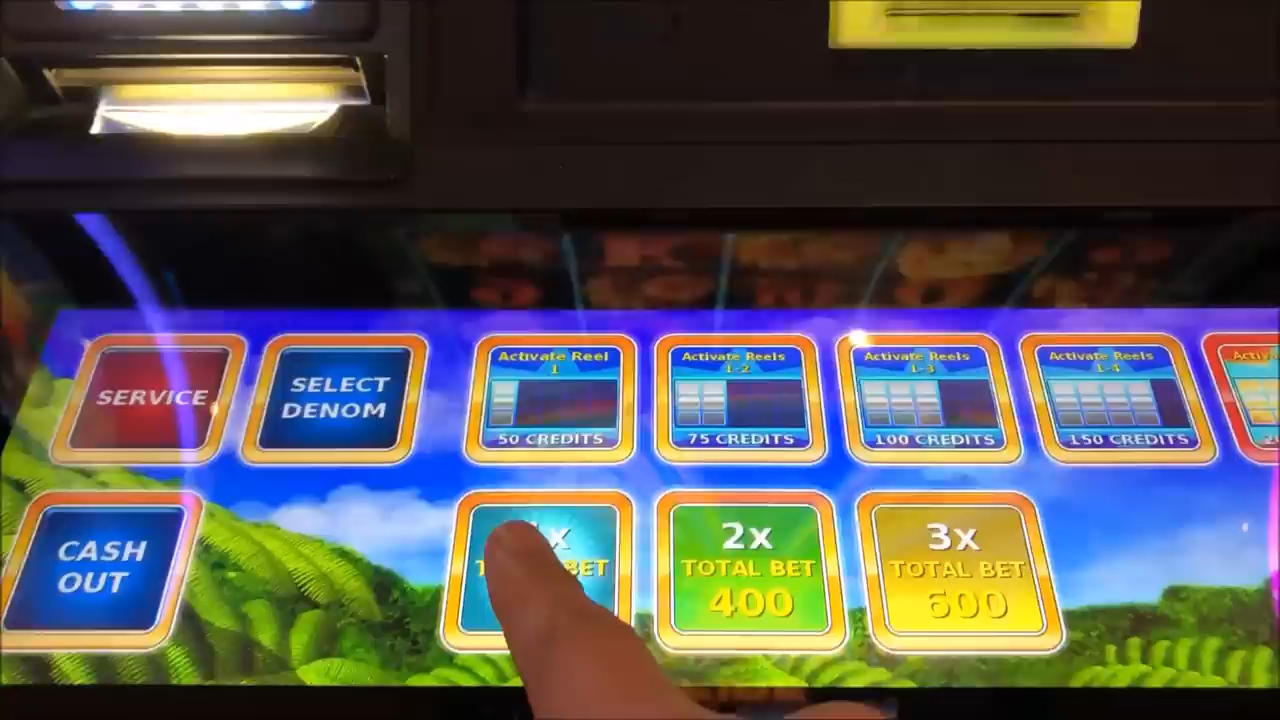 SERVICE
SELECT
DENOM
Activate Reel
1
50 CREDITS
Activate Reels
1-2
75 CREDITS
Activate Reels
1-3
100 CREDITS
Activate Reels
1-4
150 CREDITS
CASH
OUT
x
BET
2x
TOTAL BET
400
3x
TOTAL BET
600